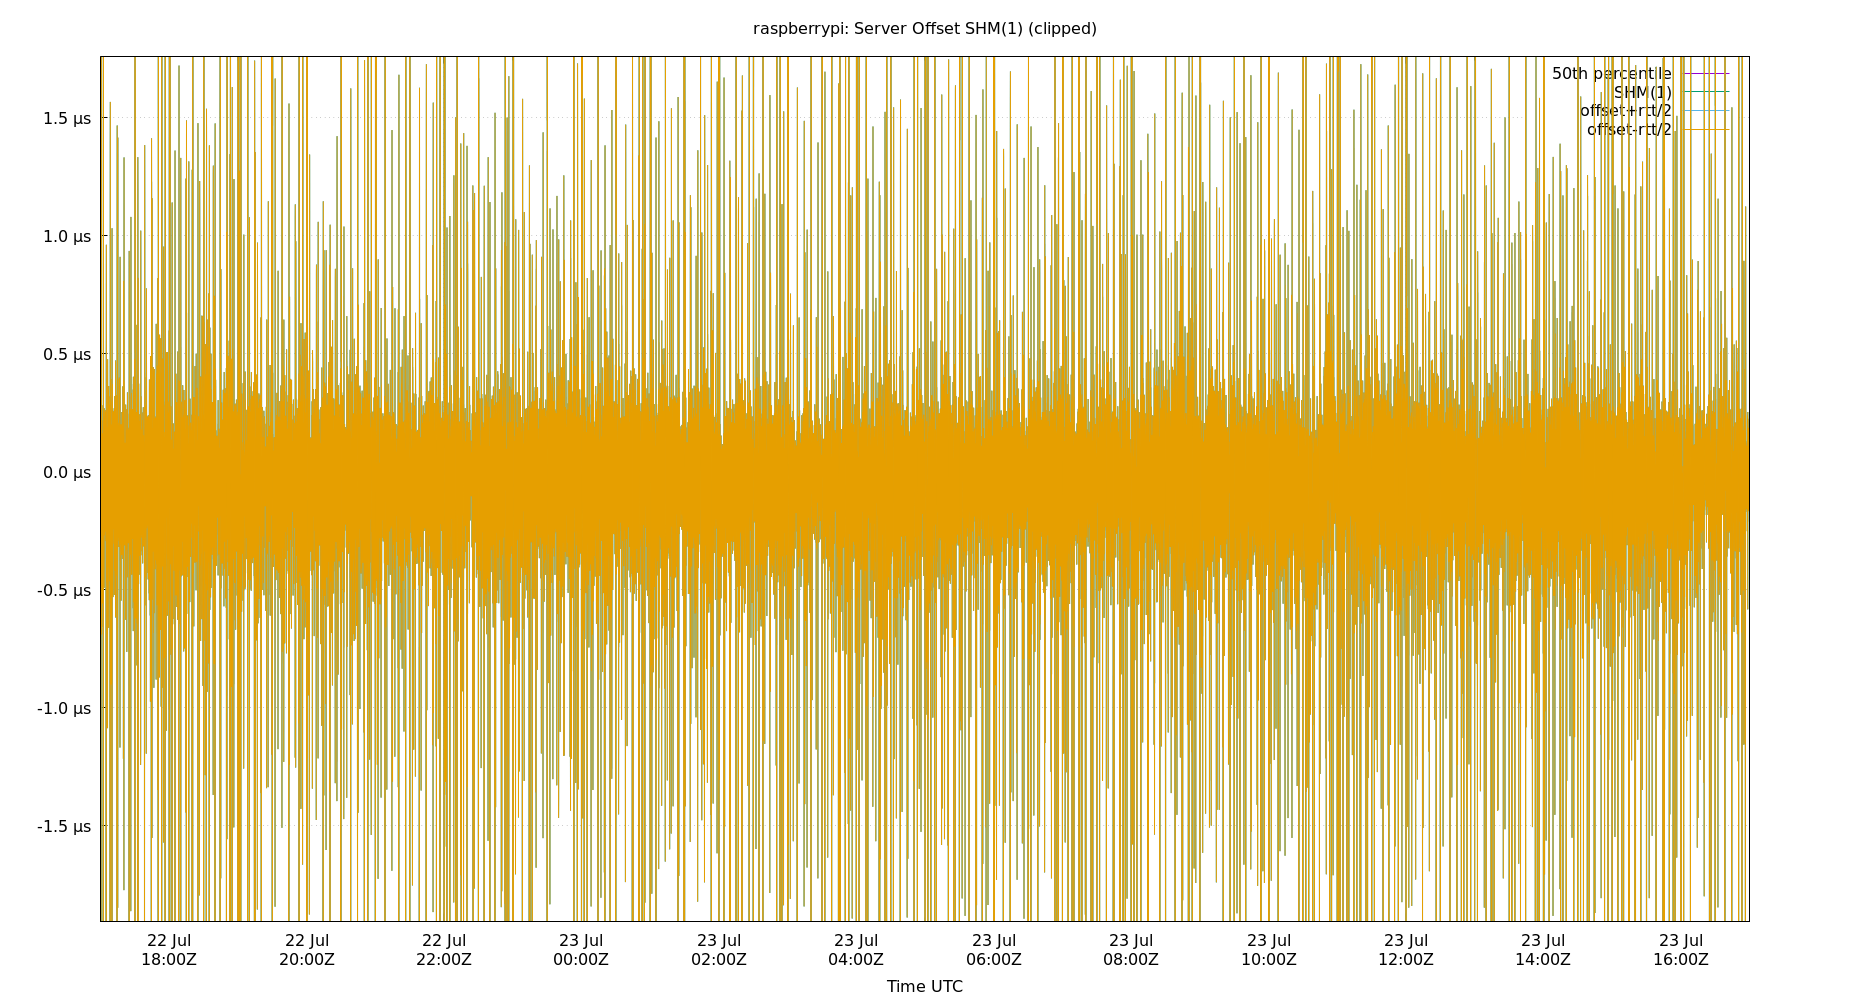 raspberrypi: Server Offset SHM(1) (clipped)
50th percentile
SHM(1)
offset+rtt/2
offset-rtt/2
1.5 µs
1.0 µs
0.5 µs
0.0 µs
-0.5 µs
-1.0 µs
-1.5 µs
22 Jul 22 Jul 22 Jul 23 Jul 23 Jul 23 Jul 23 Jul 23 Jul 23 Jul 23 Jul 23 Jul 23 Jul
18:00Z 20:00Z 22:00Z 00:00Z 02:00Z 04:00Z 06:00Z 08:00Z 10:00Z 12:00Z 14:00Z 16:00Z
Time UTC